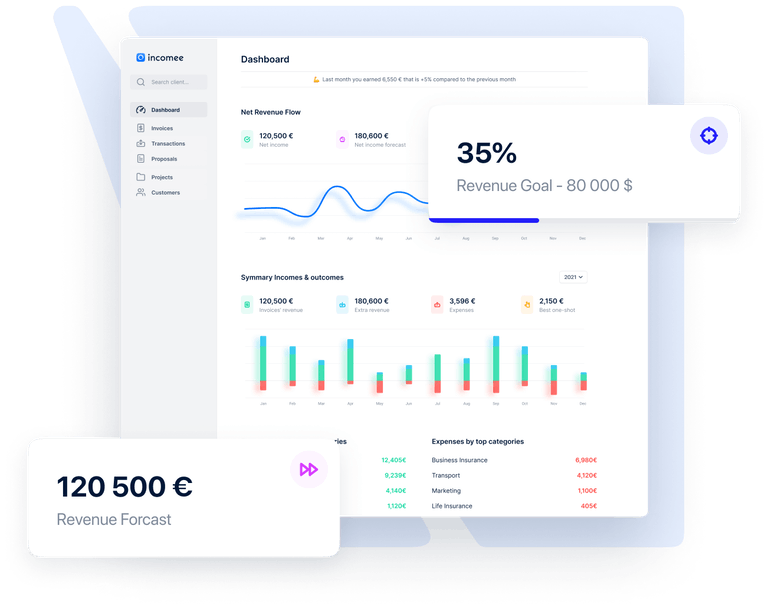 incomee
Search client...
Dashboard
Invoices
Transactions
Proposals
Projects
Customers
Dashboard
💪 Last month you earned 6,550 € that is +5% compared to the previous month
Net Revenue Flow
120,500 €
Net income
180,600 €
Net income forecast
Jan Feb Mar Apr May Jun Jul Aug Sep Oct Nov Dec
35%
Revenue Goal - 80 000 $
Symmary Incomes & outcomes
2021
120,500 €
Invoices' revenue
180,600 €
Extra revenue
3,596 €
Expenses
2,150 €
Best one-shot
Jan Feb Mar Apr May Jun Jul Aug Sep Oct Nov Dec
ries
12,405€
9,239€
4,140€
1,120€
Expenses by top categories
Business Insurance 6,980€
Transport 4,120€
Marketing 1,100€
Life Insurance 405€
120 500 €
Revenue Forcast